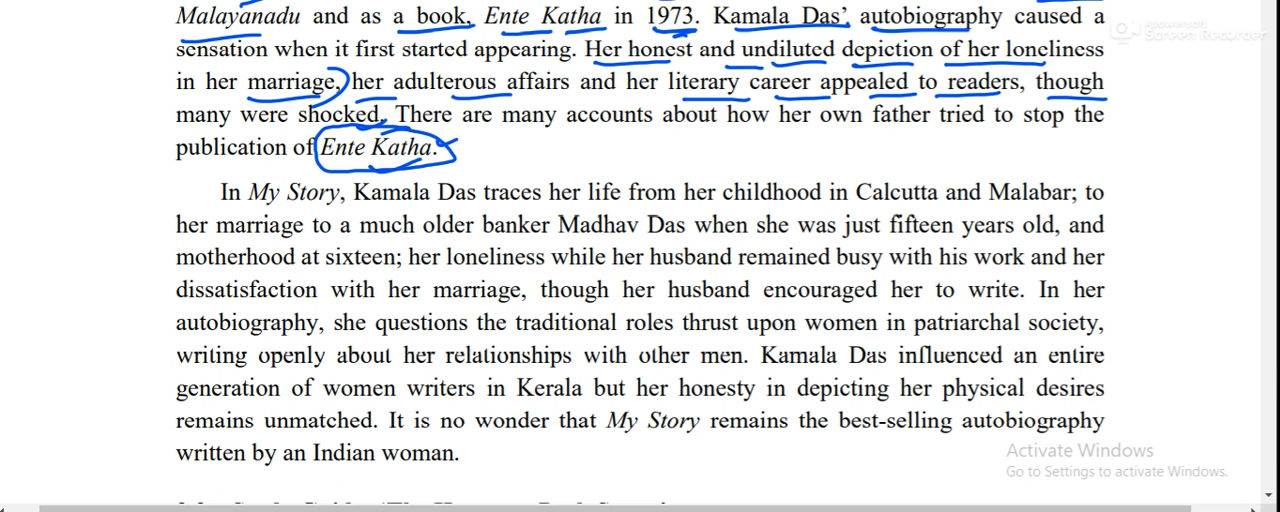 Malayanadu and as a book, Ente Katha in 1973. Kamala Das' autobiography caused a
sensation when it first started appearing. Her honest and undiluted depiction of her loneliness
in her marriage, her adulterous affairs and her literary career appealed to readers, though
many were shocked. There are many accounts about how her own father tried to stop the
publication of Ente Katha.
In My Story, Kamala Das traces her life from her childhood in Calcutta and Malabar; to
her marriage to a much older banker Madhav Das when she was just fifteen years old, and
motherhood at sixteen; her loneliness while her husband remained busy with his work and her
dissatisfaction with her marriage, though her husband encouraged her to write. In her
autobiography, she questions the traditional roles thrust upon women in patriarchal society,
writing openly about her relationships with other men. Kamala Das influenced an entire
generation of women writers in Kerala but her honesty in depicting her physical desires
remains unmatched. It is no wonder that My Story remains the best-selling autobiography
written by an Indian woman.
Screen Recorder
Activate Windows
Go to Settings to activate Windows.